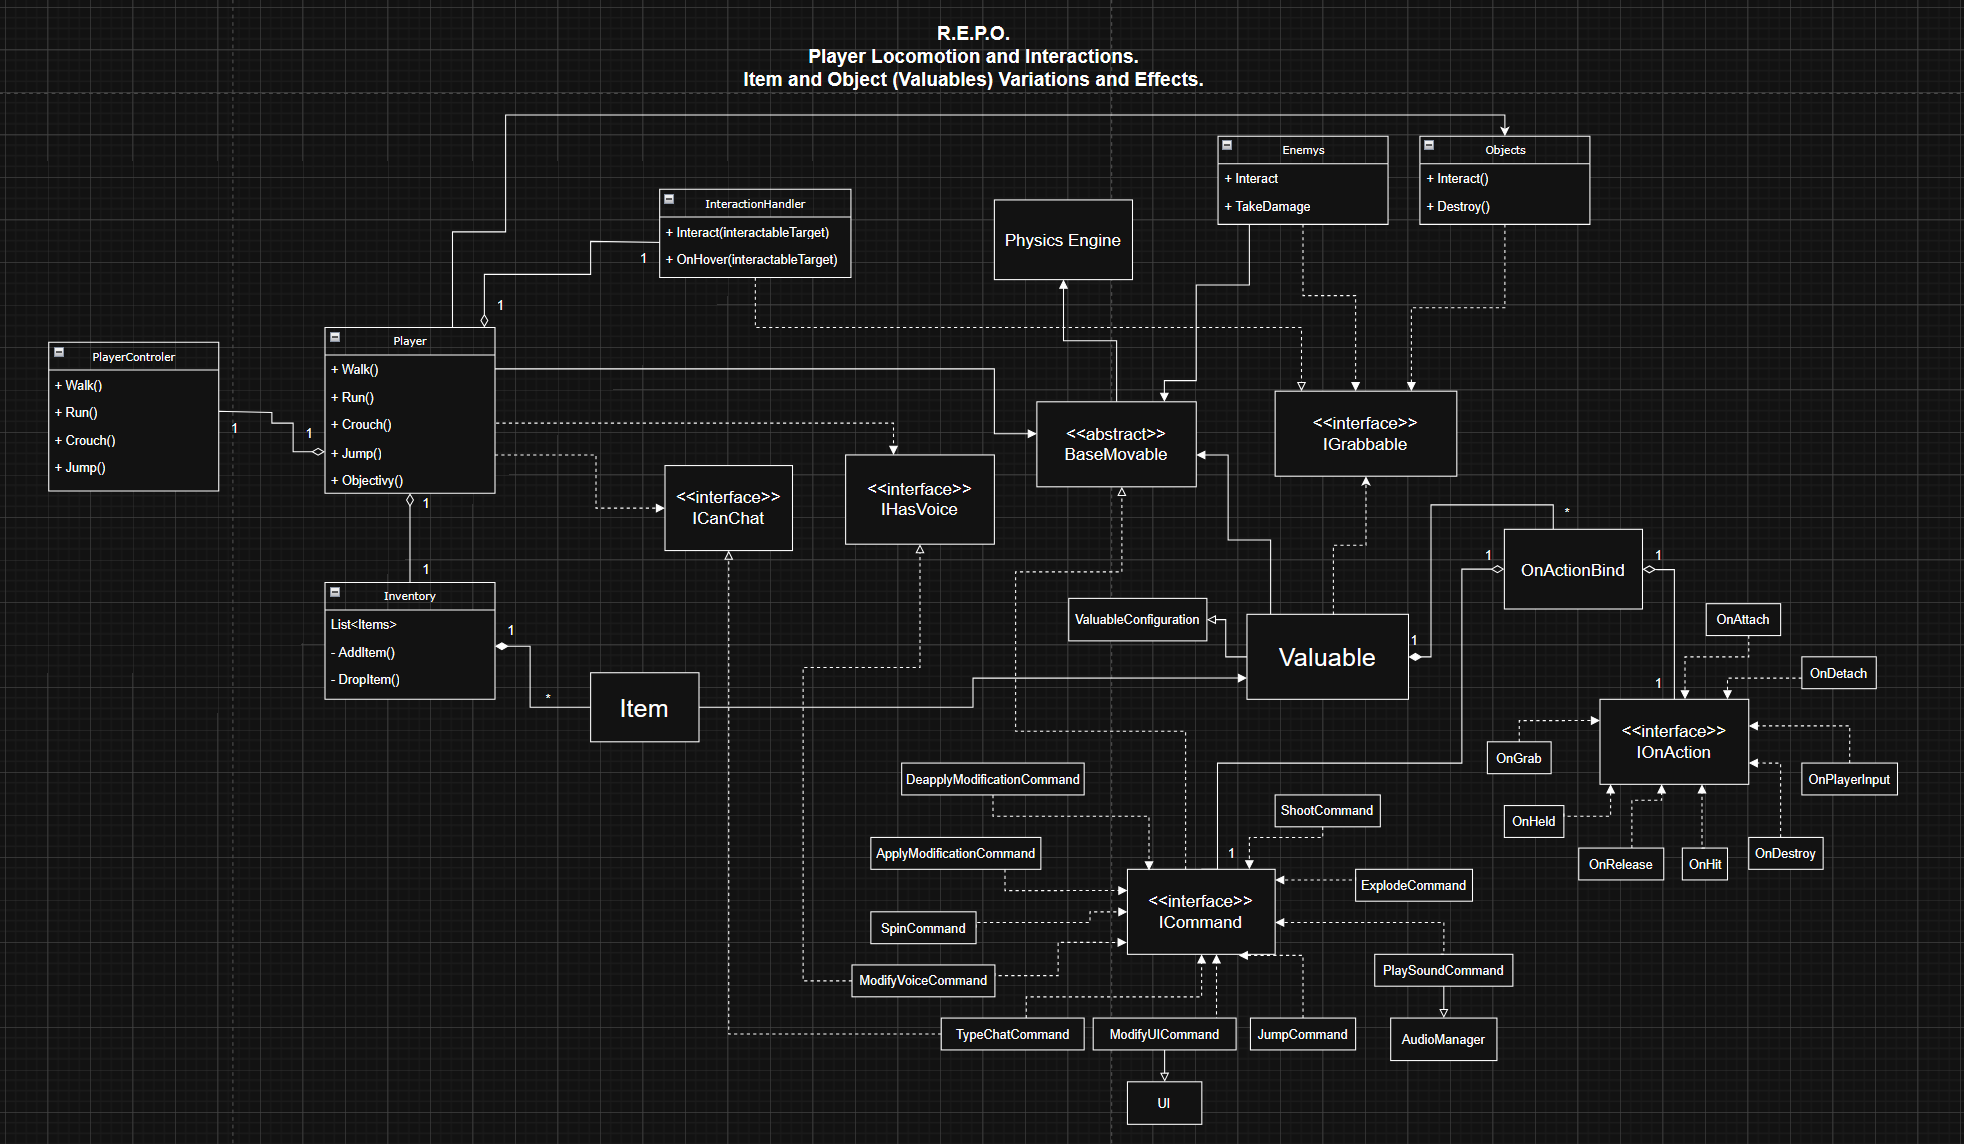 R.E.P.O.
Player Locomotion and Interactions.
Item and Object (Valuables) Variations and Effects.
Enemys
+ Interact
+ TakeDamage
Objects
+ Interact()
+ Destroy()
InteractionHandler
+ Interact(interactableTarget)
+ OnHover(interactableTarget)
1
1
Physics Engine
Player
+ Walk()
+ Run()
+ Crouch()
+ Jump()
+ Objectivy()
PlayerControler
+ Walk()
+ Run()
+ Crouch()
+ Jump()
1
1
<<abstract>>
BaseMovable
<<interface>>
IGrabbable
<<interface>>
ICanChat
<<interface>>
IHasVoice
1
1
Inventory
List<Items>
- AddItem()
- DropItem()
1
*
Item
ValuableConfiguration
Valuable
1
*
OnActionBind
1
1
1
OnAttach
OnDetach
<<interface>>
IOnAction
OnGrab
OnPlayerInput
OnHeld
OnRelease
OnHit
OnDestroy
DeapplyModificationCommand
ShootCommand
ApplyModificationCommand
1
ExplodeCommand
<<interface>>
ICommand
SpinCommand
PlaySoundCommand
ModifyVoiceCommand
TypeChatCommand
ModifyUICommand
JumpCommand
AudioManager
UI